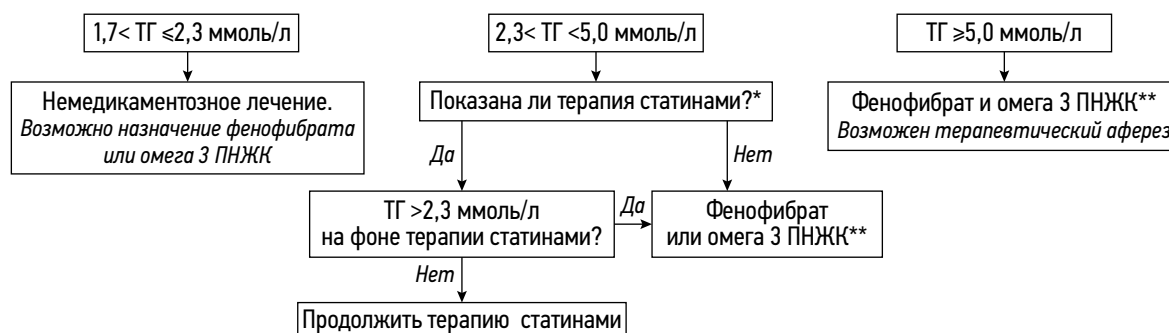 1,7< ТГ ≤2,3 ммоль/л
Немедикаментозное лечение.
Возможно назначение фенофибрата
или омега 3 ПНЖК
2,3< ТГ <5,0 ммоль/л
Показана ли терапия статинами?*
Да
Нет
ТГ >2,3 ммоль/л
на фоне терапии статинами?
Да
Фенофибрат
или омега 3 ПНЖК**
Нет
Продолжить терапию статинами
ТГ ≥5,0 ммоль/л
Фенофибрат и омега 3 ПНЖК**
Возможен терапевтический аферез